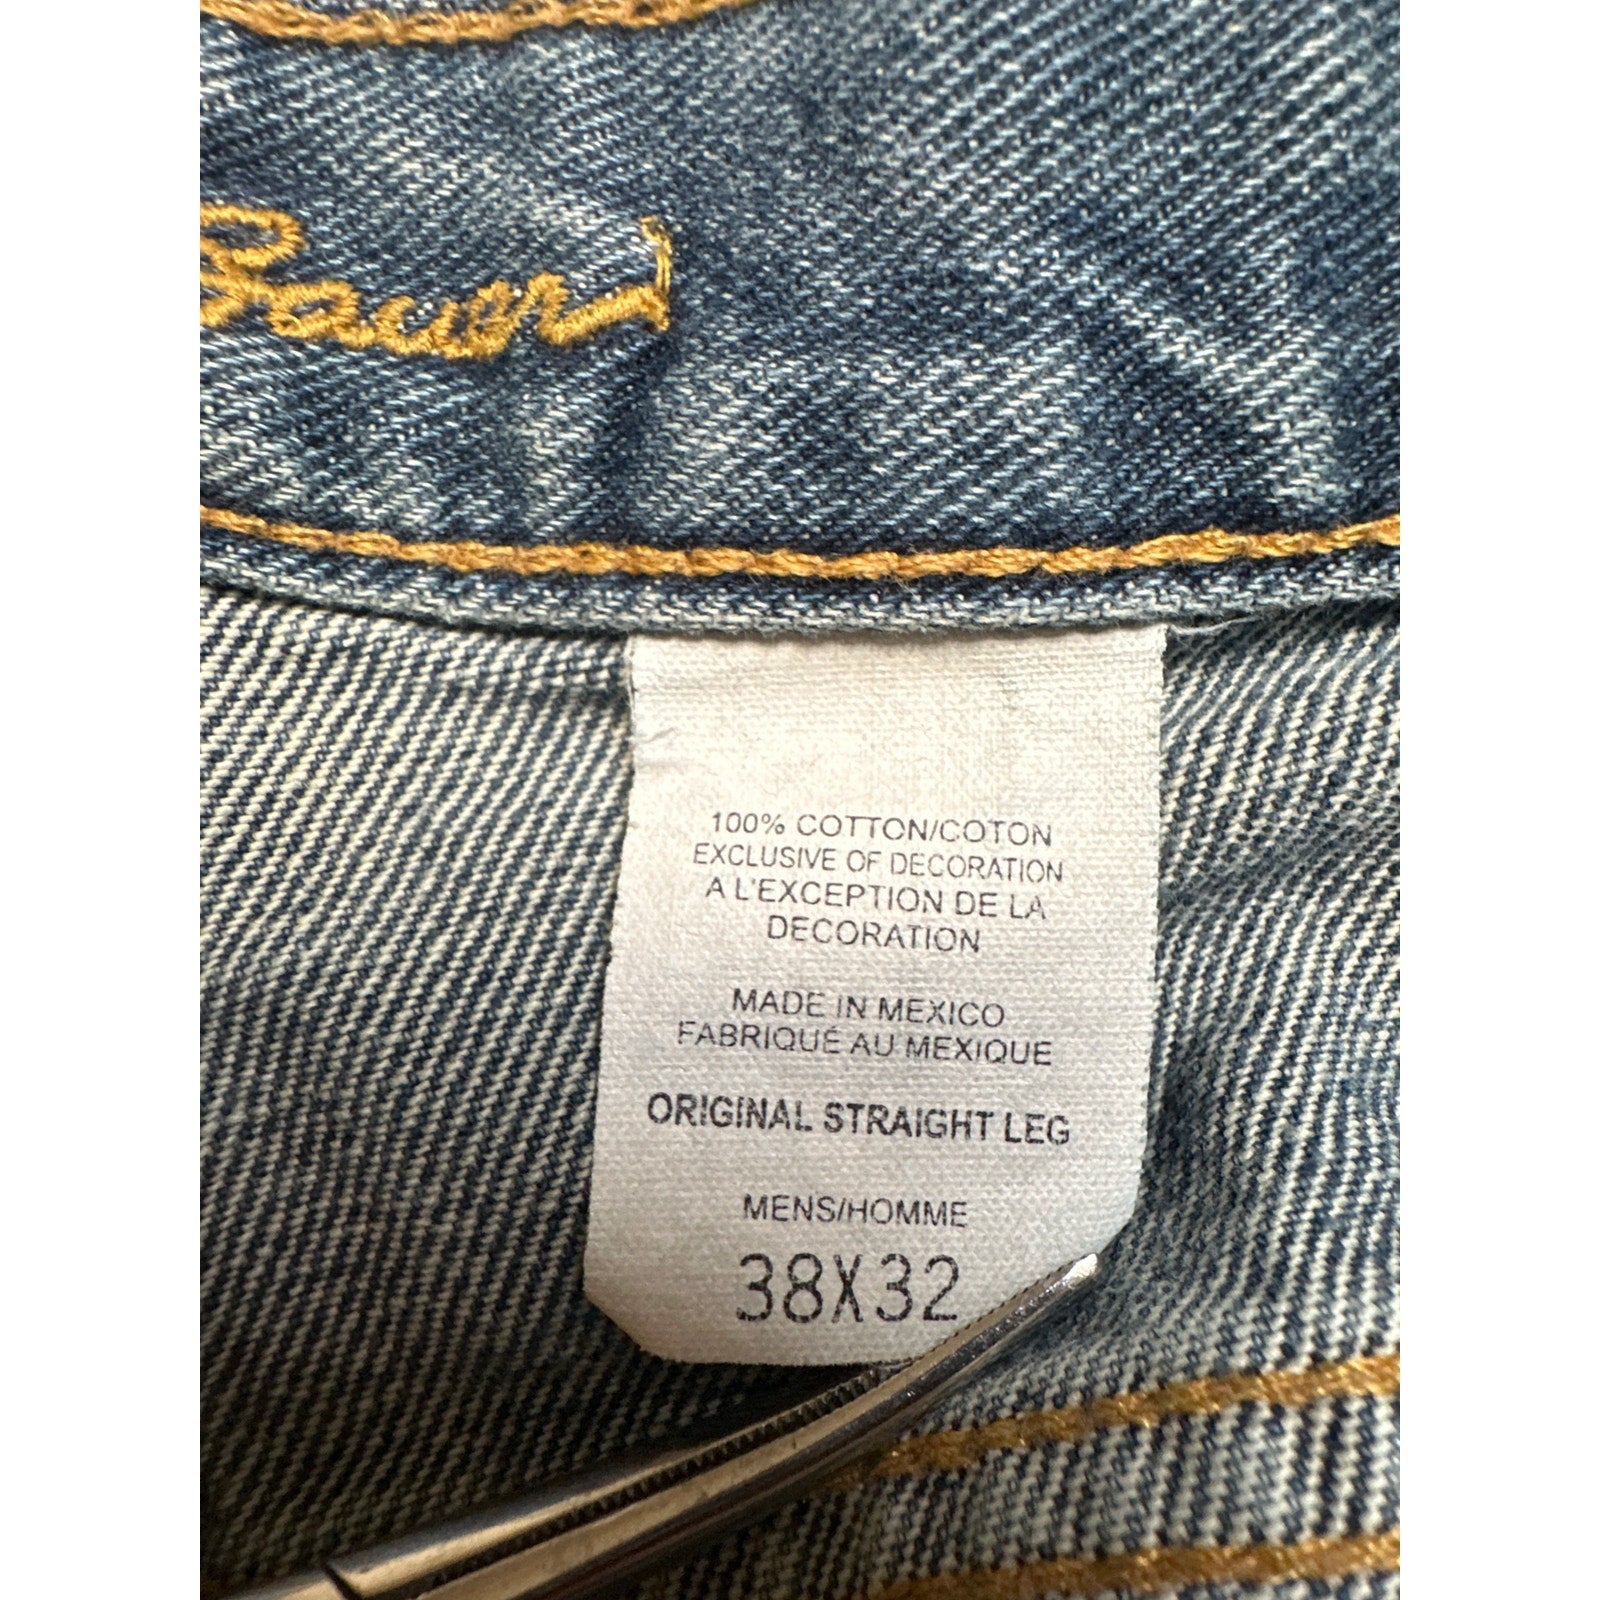 Bauer
100% COTTON/COTON
EXCLUSIVE OF DECORATION
A L'EXCEPTION DE LA
DECORATION
MADE IN MEXICO
FABRIQUÉ AU MEXIQUE
ORIGINAL STRAIGHT LEG
MENS/HOMME
38X32